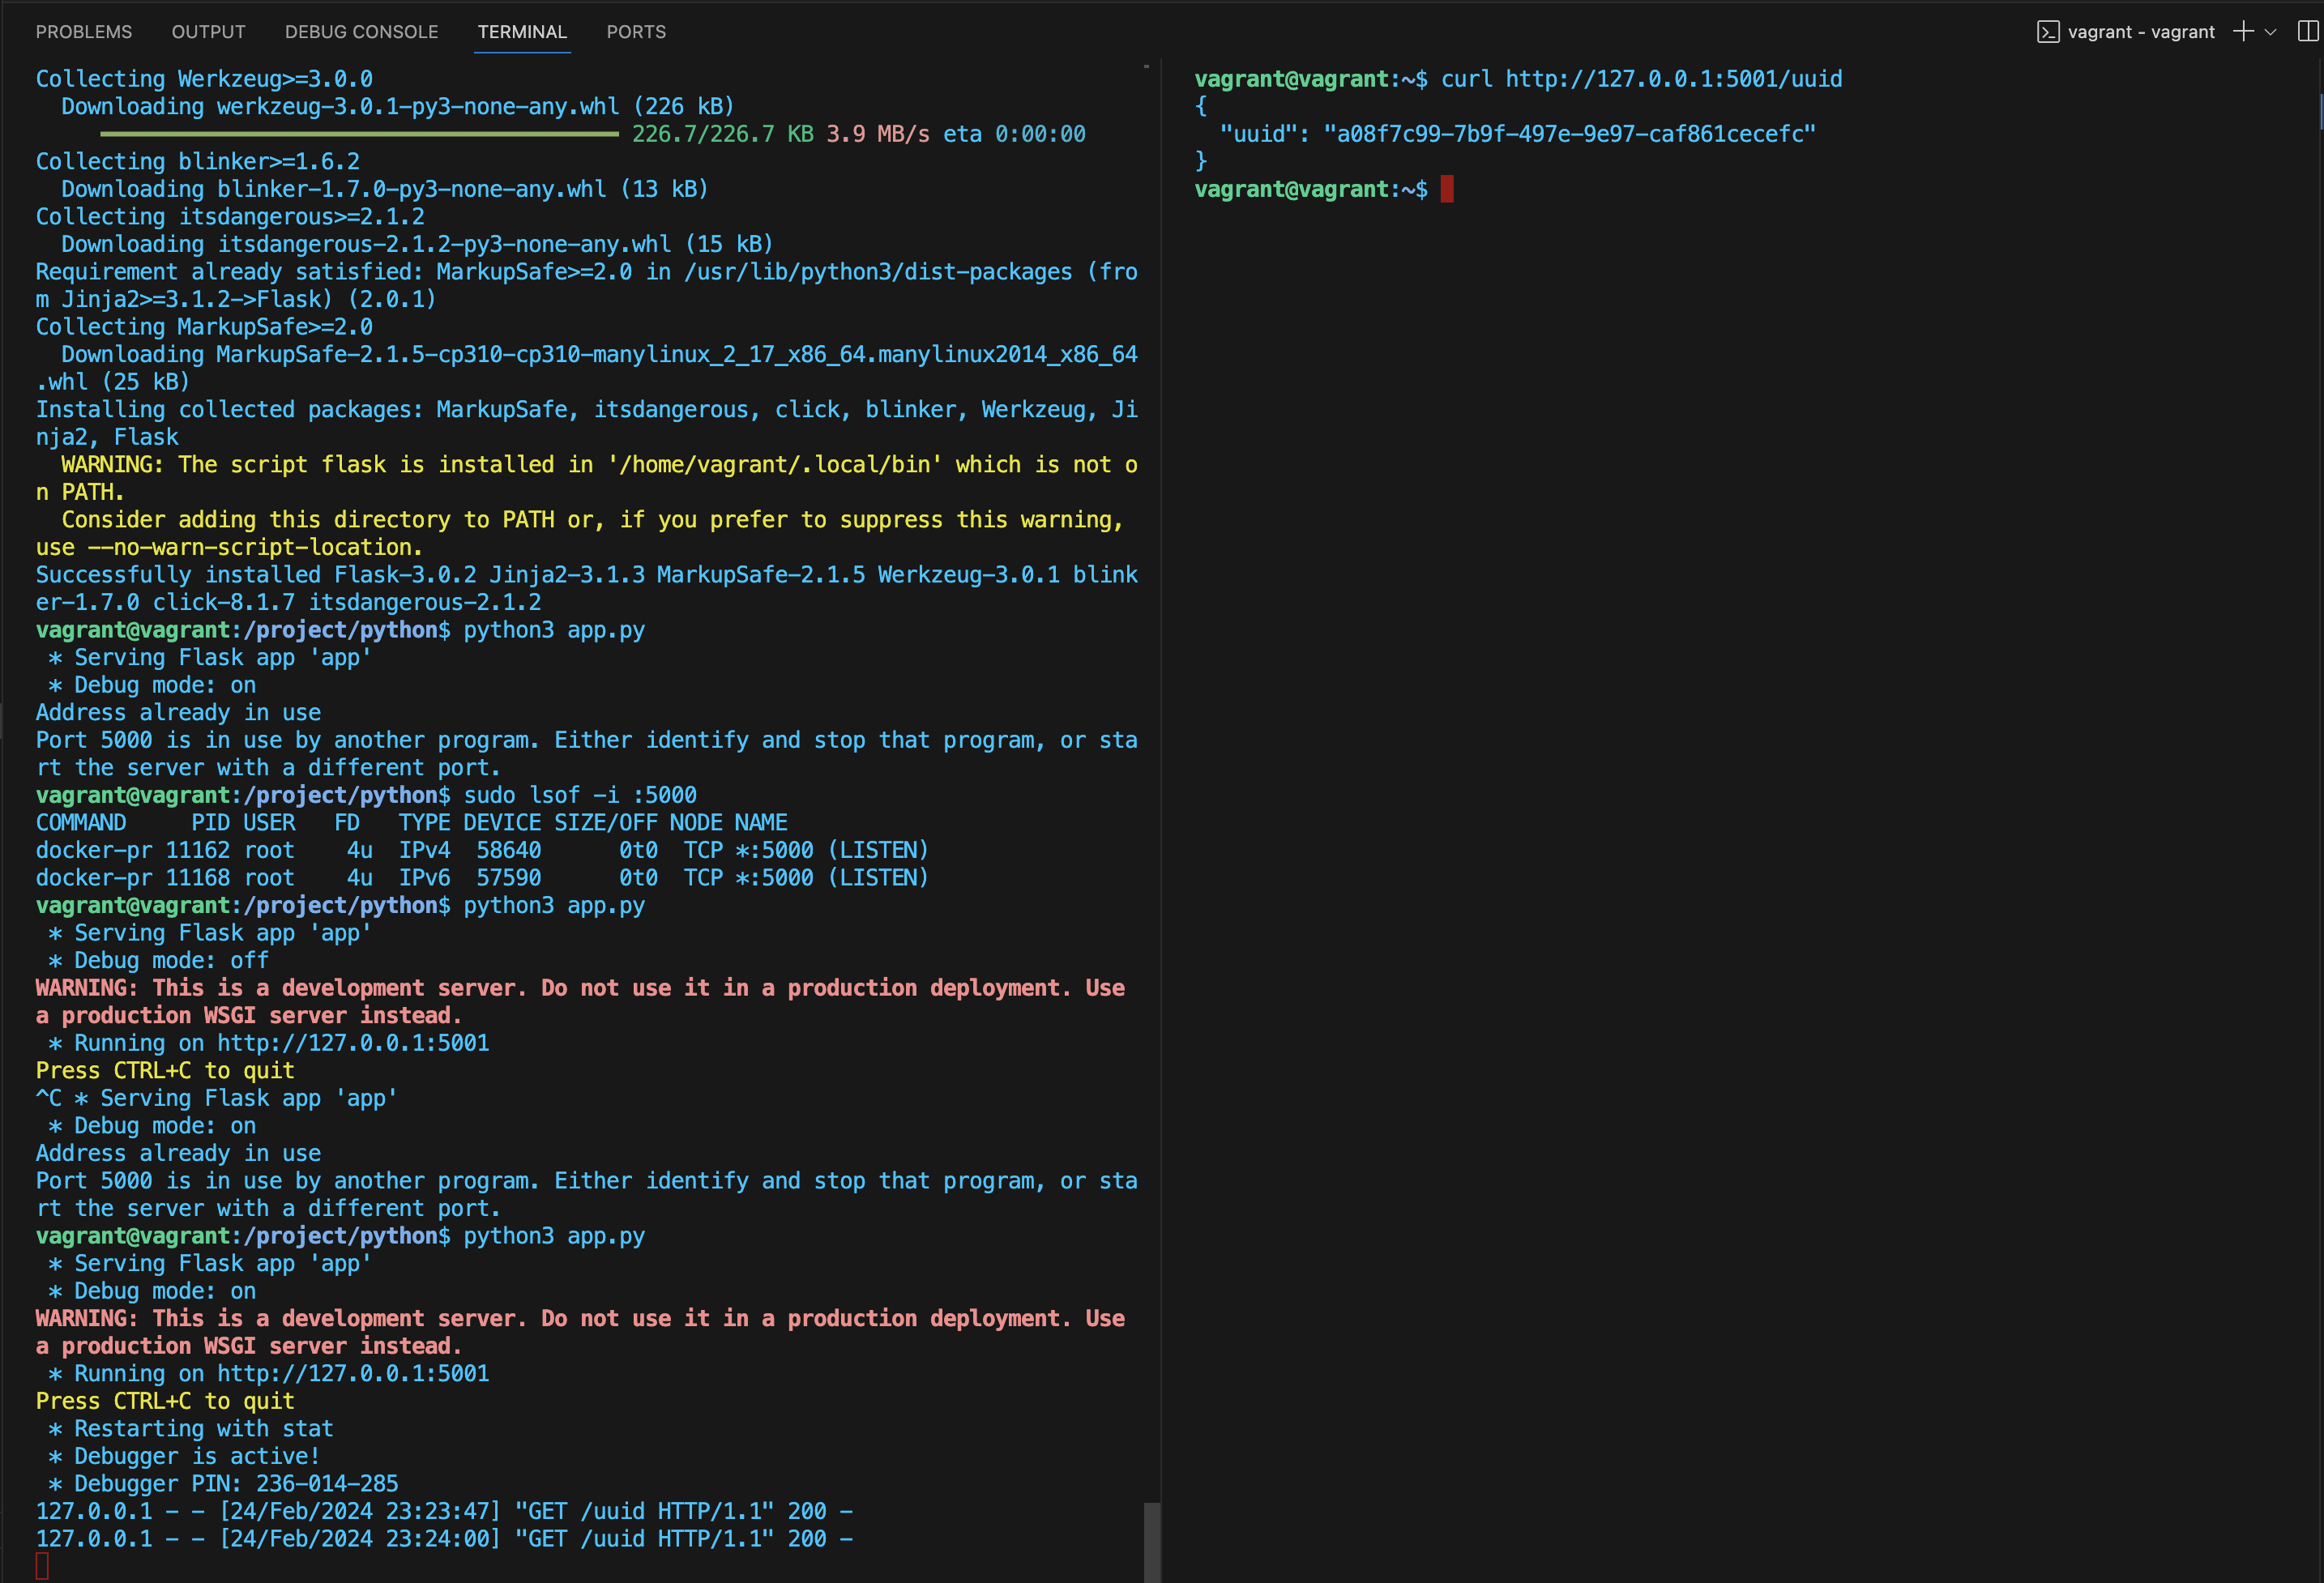 PROBLEMS OUTPUT DEBUG CONSOLE TERMINAL PORTS
vagrant - vagrant
Collecting Werkzeug>=3.0.0
  Downloading werkzeug-3.0.1-py3-none-any.whl (226 kB)
226.7/226.7 KB 3.9 MB/s eta 0:00:00
Collecting blinker>=1.6.2
  Downloading blinker-1.7.0-py3-none-any.whl (13 kB)
Collecting itsdangerous>=2.1.2
  Downloading itsdangerous-2.1.2-py3-none-any.whl (15 kB)
Requirement already satisfied: MarkupSafe>=2.0 in /usr/lib/python3/dist-packages (fro
m Jinja2>=3.1.2->Flask) (2.0.1)
Collecting MarkupSafe>=2.0
  Downloading MarkupSafe-2.1.5-cp310-cp310-manylinux_2_17_x86_64.manylinux2014_x86_64
.whl (25 kB)
Installing collected packages: MarkupSafe, itsdangerous, click, blinker, Werkzeug, Ji
nja2, Flask
  WARNING: The script flask is installed in '/home/vagrant/.local/bin' which is not o
n PATH.
  Consider adding this directory to PATH or, if you prefer to suppress this warning,
use --no-warn-script-location.
Successfully installed Flask-3.0.2 Jinja2-3.1.3 MarkupSafe-2.1.5 Werkzeug-3.0.1 blink
er-1.7.0 click-8.1.7 itsdangerous-2.1.2
vagrant@vagrant:/project/python$ python3 app.py
 * Serving Flask app 'app'
 * Debug mode: on
Address already in use
Port 5000 is in use by another program. Either identify and stop that program, or sta
rt the server with a different port.
vagrant@vagrant:/project/python$ sudo lsof -i :5000
COMMAND     PID USER   FD   TYPE DEVICE SIZE/OFF NODE NAME
docker-pr 11162 root    4u  IPv4  58640      0t0  TCP *:5000 (LISTEN)
docker-pr 11168 root    4u  IPv6  57590      0t0  TCP *:5000 (LISTEN)
vagrant@vagrant:/project/python$ python3 app.py
 * Serving Flask app 'app'
 * Debug mode: off
WARNING: This is a development server. Do not use it in a production deployment. Use
a production WSGI server instead.
 * Running on http://127.0.0.1:5001
Press CTRL+C to quit
^C * Serving Flask app 'app'
 * Debug mode: on
Address already in use
Port 5000 is in use by another program. Either identify and stop that program, or sta
rt the server with a different port.
vagrant@vagrant:/project/python$ python3 app.py
 * Serving Flask app 'app'
 * Debug mode: on
WARNING: This is a development server. Do not use it in a production deployment. Use
a production WSGI server instead.
 * Running on http://127.0.0.1:5001
Press CTRL+C to quit
 * Restarting with stat
 * Debugger is active!
 * Debugger PIN: 236-014-285
127.0.0.1 - - [24/Feb/2024 23:23:47] "GET /uuid HTTP/1.1" 200 -
127.0.0.1 - - [24/Feb/2024 23:24:00] "GET /uuid HTTP/1.1" 200 -
vagrant@vagrant:~$ curl http://127.0.0.1:5001/uuid
{
  "uuid": "a08f7c99-7b9f-497e-9e97-caf861cecefc"
}
vagrant@vagrant:~$